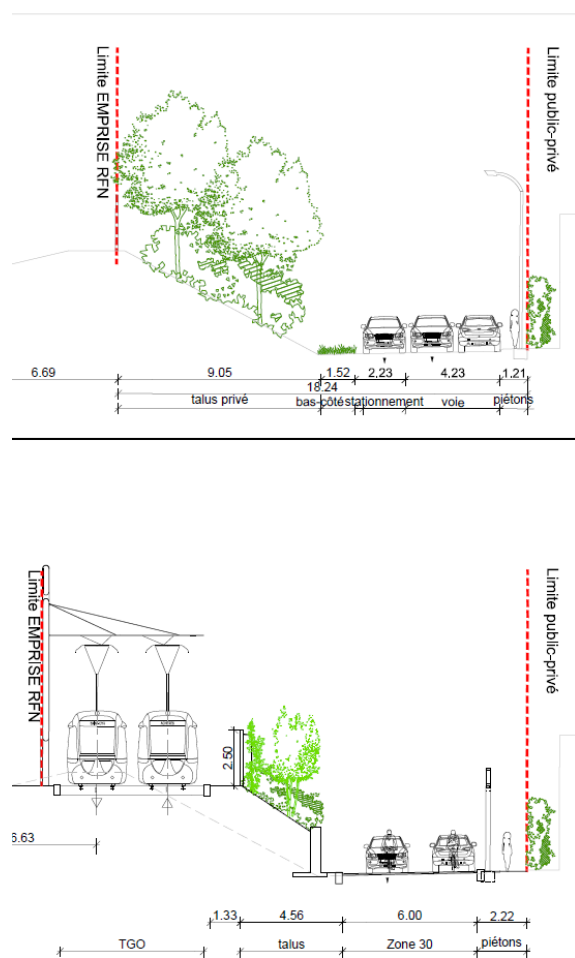 Limite EMPRISE RFN
Limite public-privé
6.69
9.05
1.52
2.23
4.23
1.21
18.24
talus privé
bas-côté
stationnement
voie
piétons
Limite EMPRISE RFN
Limite public-privé
2.50
6.63
1.33
4.56
6.00
2.22
TGO
talus
Zone 30
piétons